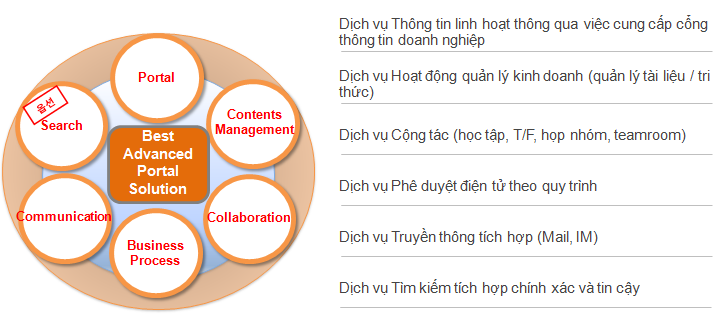 Portal
옵션
Search
Contents
Management
Best
Advanced
Portal
Solution
Communication
Collaboration
Business
Process
Dịch vụ Thông tin linh hoạt thông qua việc cung cấp cổng
thông tin doanh nghiệp
Dịch vụ Hoạt động quản lý kinh doanh (quản lý tài liệu / tri
thức)
Dịch vụ Cộng tác (học tập, T/F, họp nhóm, teamroom)
Dịch vụ Phê duyệt điện tử theo quy trình
Dịch vụ Truyền thông tích hợp (Mail, IM)
Dịch vụ Tìm kiếm tích hợp chính xác và tin cậy